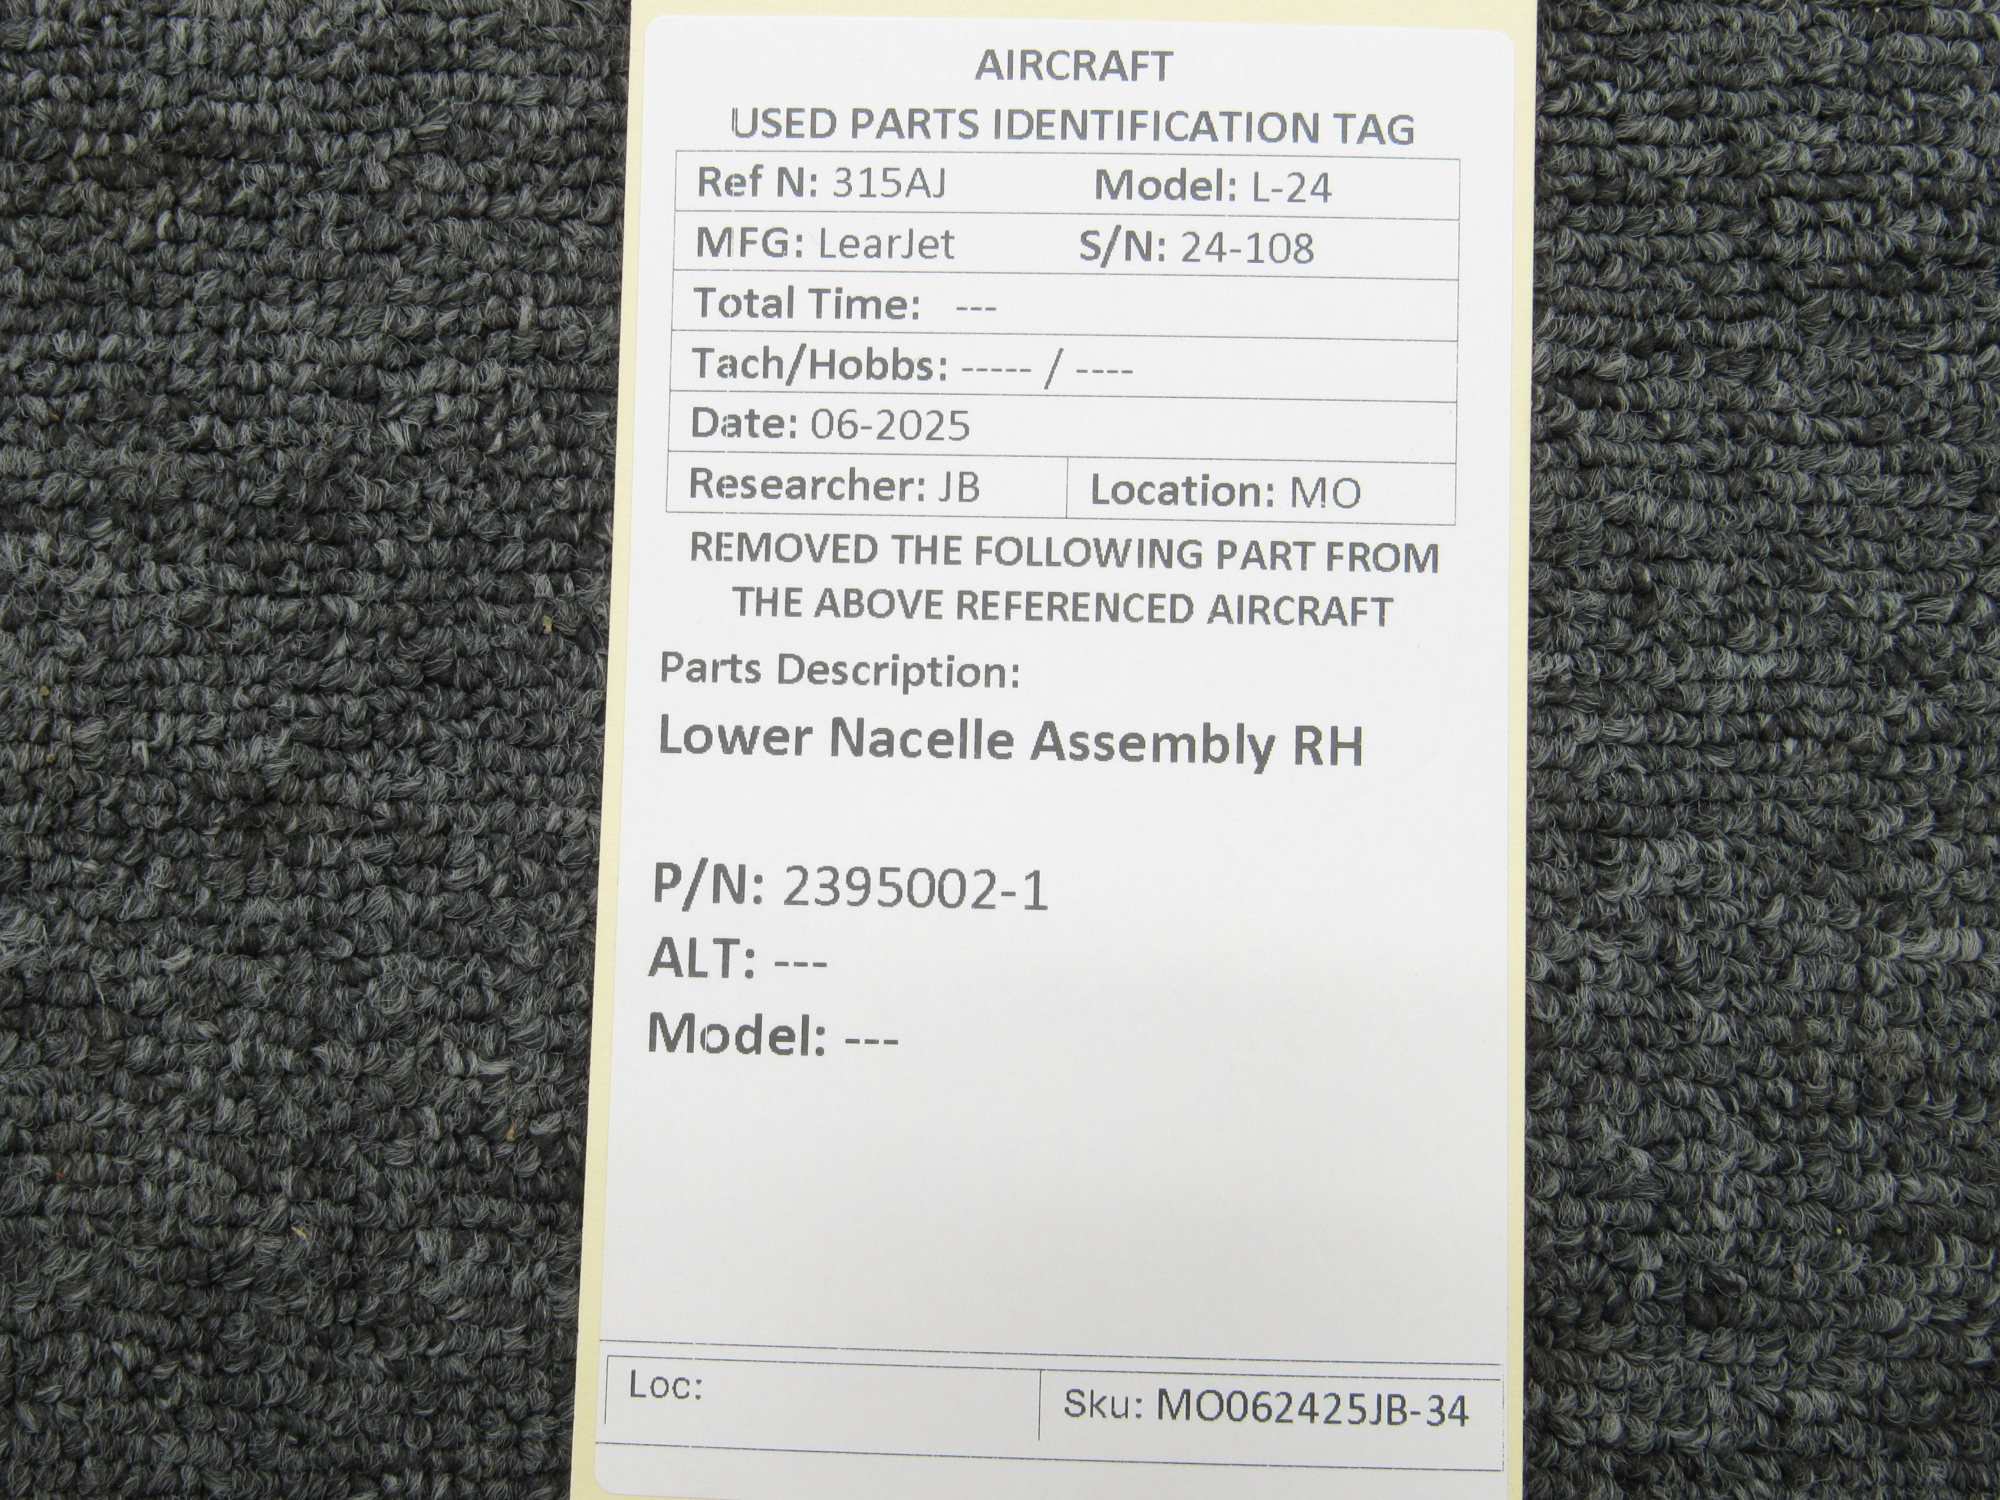 AIRCRAFT
USED PARTS IDENTIFICATION TAG
Ref N: 315AJ Model: L-24
MFG: LearJet S/N: 24-108
Total Time: ---
Tach/Hobbs: ----- / ----
Date: 06-2025
Researcher: JB Location: MO
REMOVED THE FOLLOWING PART FROM
THE ABOVE REFERENCED AIRCRAFT
Parts Description:
Lower Nacelle Assembly RH
P/N: 2395002-1
ALT: ---
Model: ---
Loc: Sku: MO062425JB-34